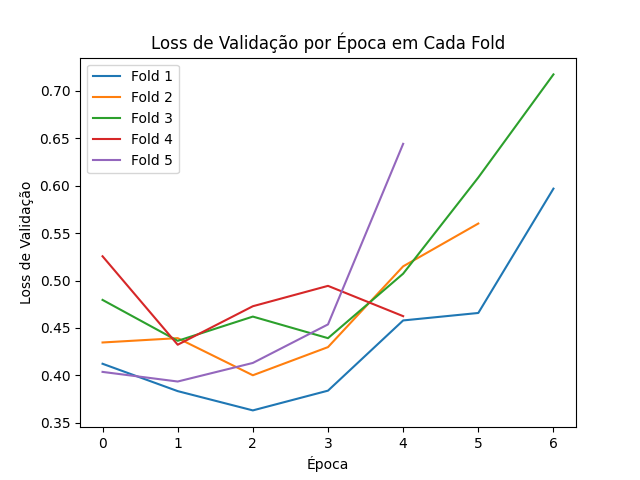 Loss de Validação por Época em Cada Fold
Fold 1
Fold 2
Fold 3
Fold 4
Fold 5
Loss de Validação
0.70
0.65
0.60
0.55
0.50
0.45
0.40
0.35
0 1 2 3 4 5 6
Época